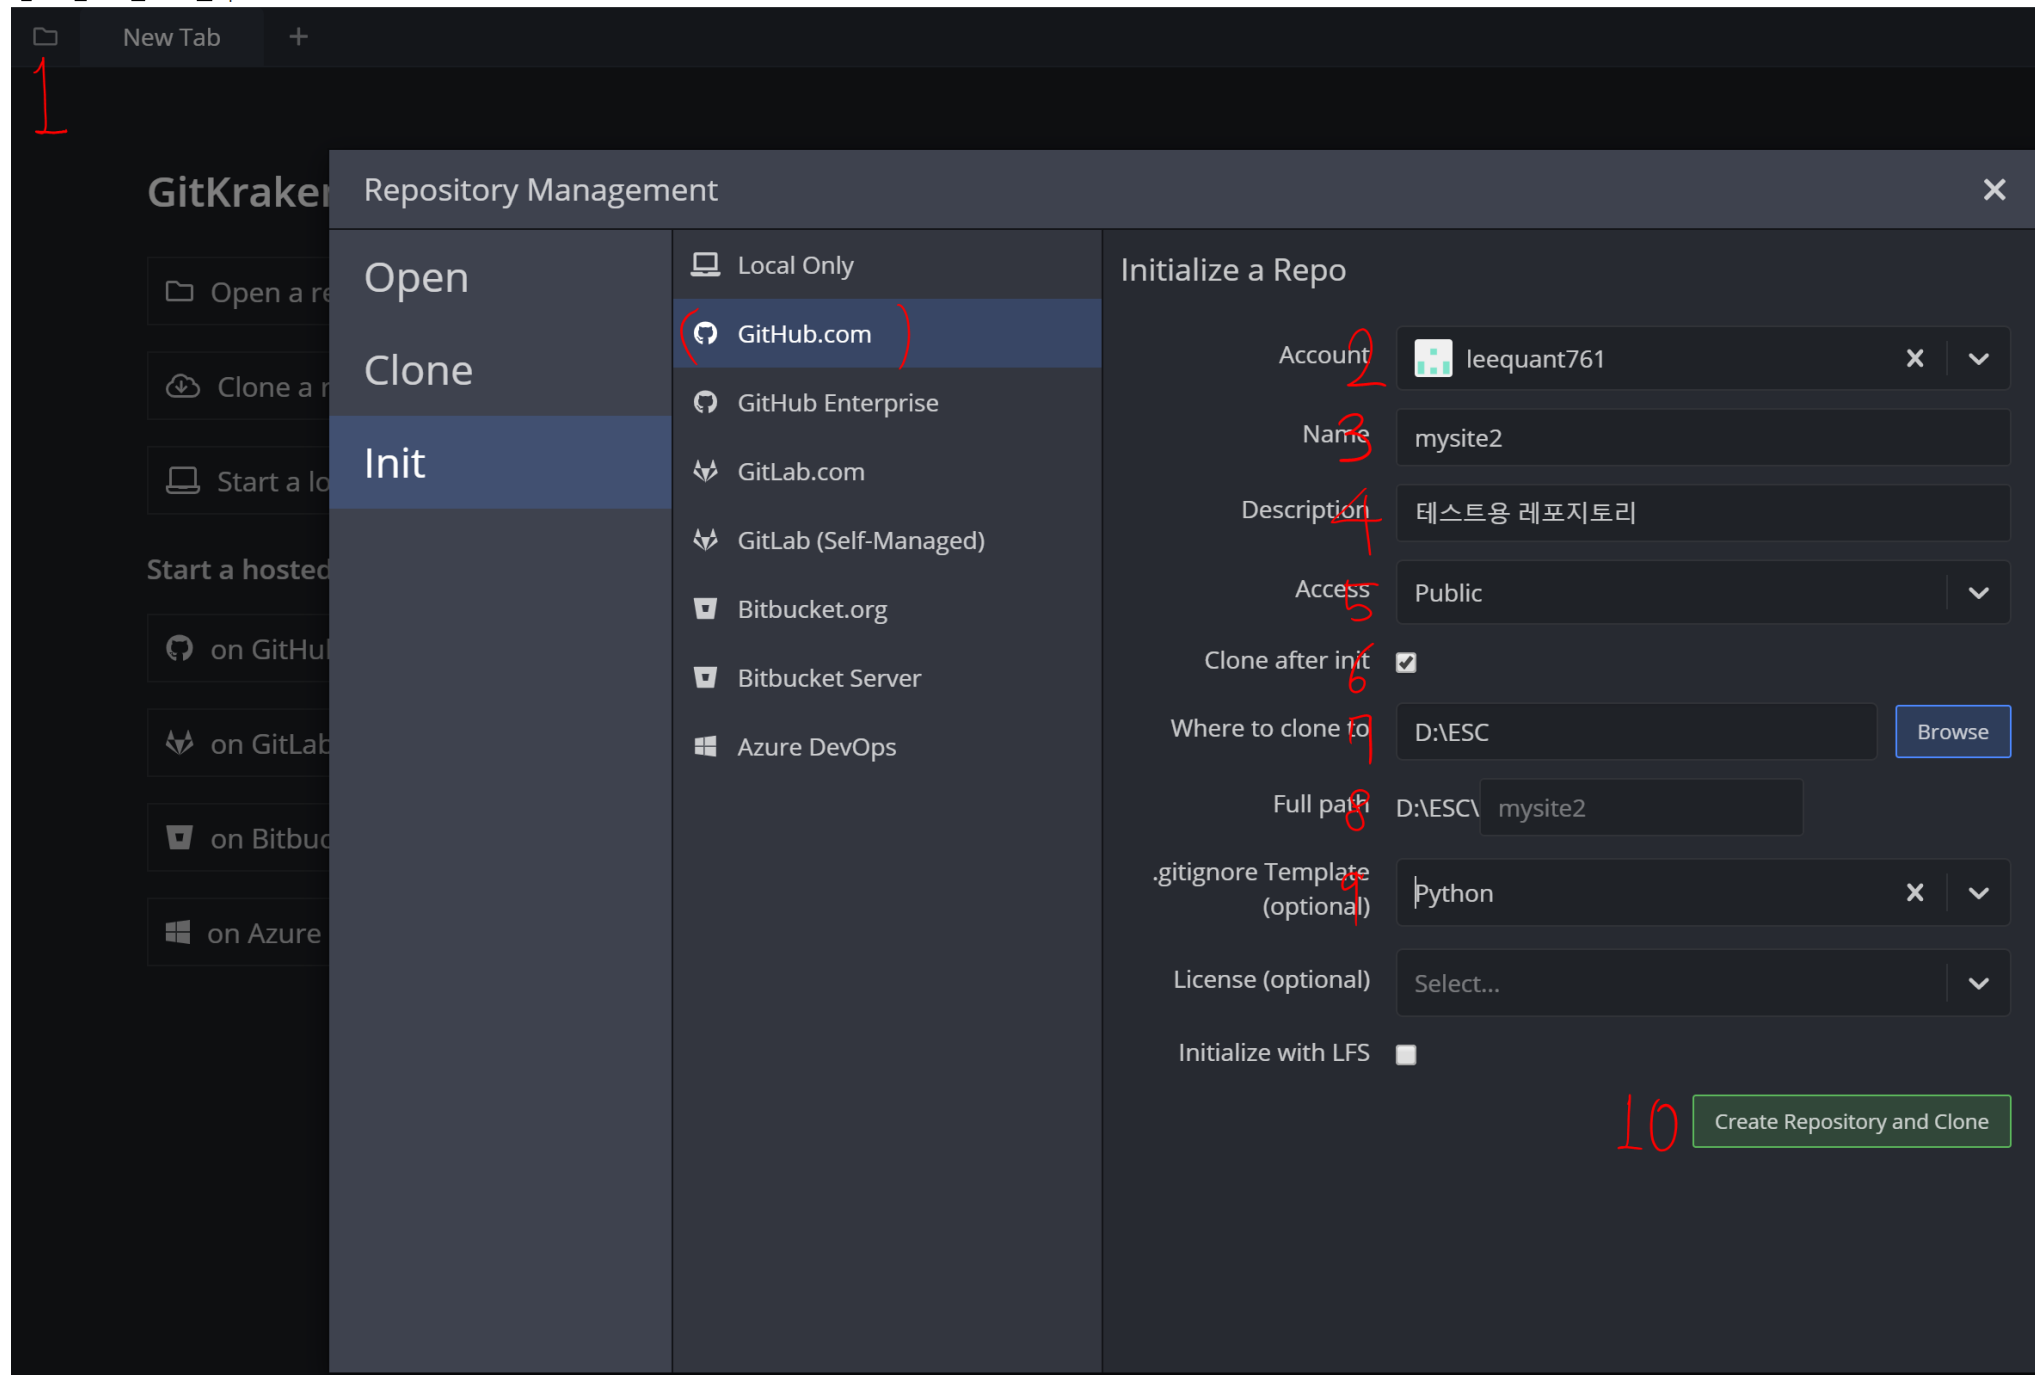 New Tab +
1
GitKraken
Open a re
Clone a r
Start a lo
Start a hosted
on GitHu
on GitLab
on Bitbuc
on Azure
Repository Management
Open
Clone
Init
Local Only
( GitHub.com )
GitHub Enterprise
GitLab.com
GitLab (Self-Managed)
Bitbucket.org
Bitbucket Server
Azure DevOps
Initialize a Repo
Account 2 leequant761
Name 3 mysite2
Description 4 테스트용 레포지토리
Access 5 Public
Clone after init 6
Where to clone to 7 D:\ESC Browse
Full path 8 D:\ESC\ mysite2
.gitignore Template
(optional) 9 Python
License (optional) Select...
Initialize with LFS
10 Create Repository and Clone